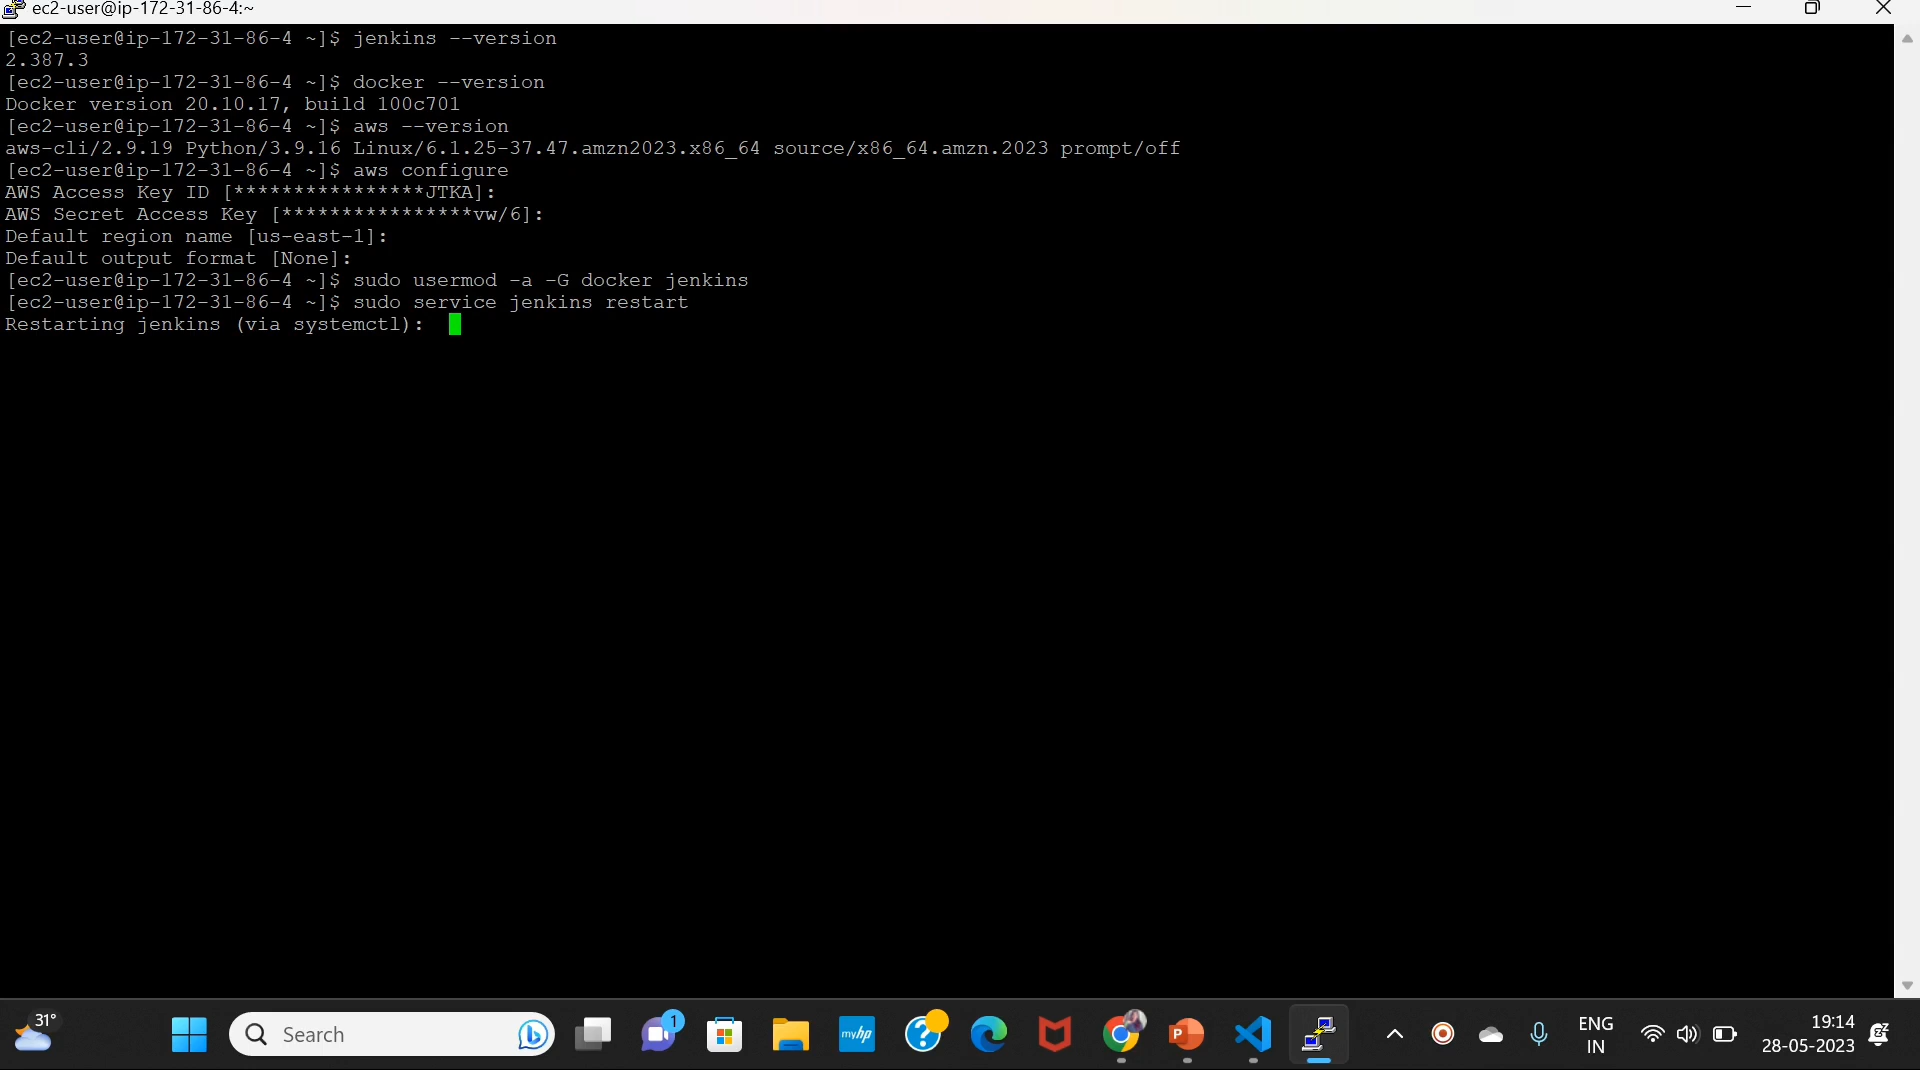 ec2-user@ip-172-31-86-4:~
[ec2-user@ip-172-31-86-4 ~]$ jenkins --version
2.387.3
[ec2-user@ip-172-31-86-4 ~]$ docker --version
Docker version 20.10.17, build 100c701
[ec2-user@ip-172-31-86-4 ~]$ aws --version
aws-cli/2.9.19 Python/3.9.16 Linux/6.1.25-37.47.amzn2023.x86_64 source/x86_64.amzn.2023 prompt/off
[ec2-user@ip-172-31-86-4 ~]$ aws configure
AWS Access Key ID [****************JTKA]:
AWS Secret Access Key [****************vw/6]:
Default region name [us-east-1]:
Default output format [None]:
[ec2-user@ip-172-31-86-4 ~]$ sudo usermod -a -G docker jenkins
[ec2-user@ip-172-31-86-4 ~]$ sudo service jenkins restart
Restarting jenkins (via systemctl):
31°
Search
1
myhp
ENG
IN
19:14
28-05-2023